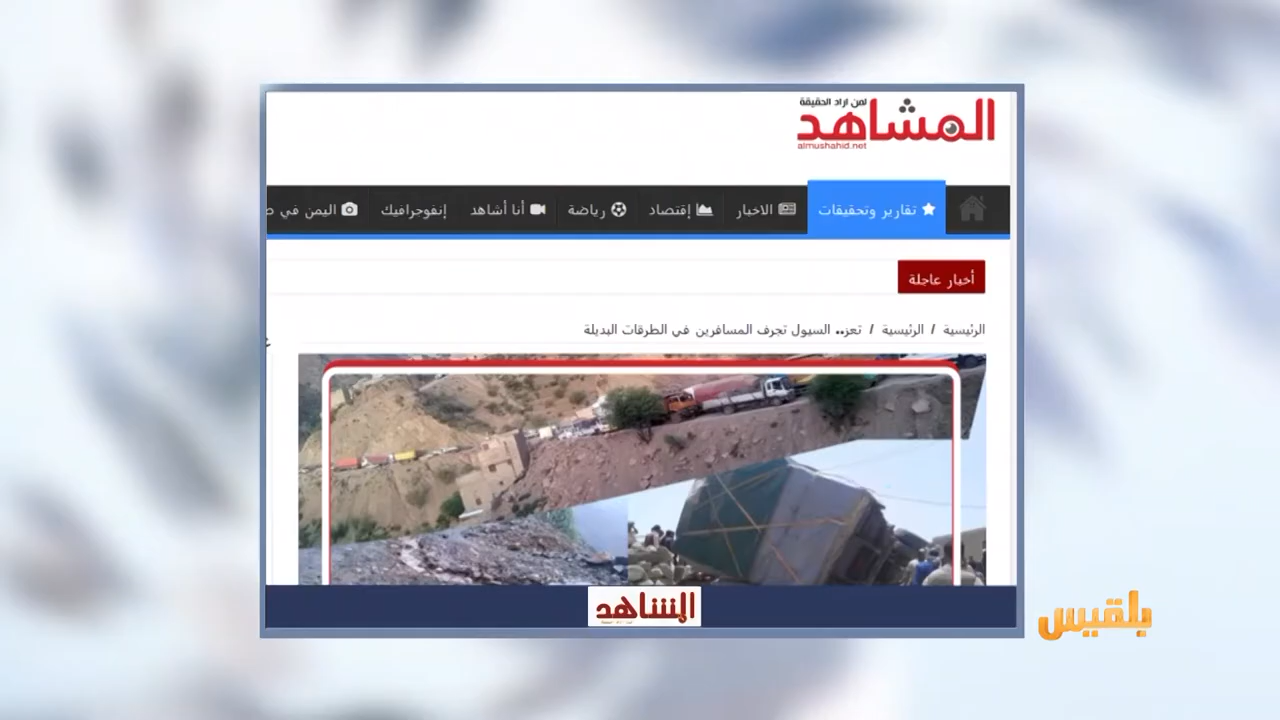 لمن اراد الحقيقة
المشاهد
almushahid.net
تقارير وتحقيقات
الاخبار
إقتصاد
رياضة
أنا أشاهد
إنفوجرافيك
اليمن في
أخبار عاجلة
الرئيسية / الرئيسية / تعز.. السيول تجرف المسافرين في الطرقات البديلة
المشاهد
بلقيس